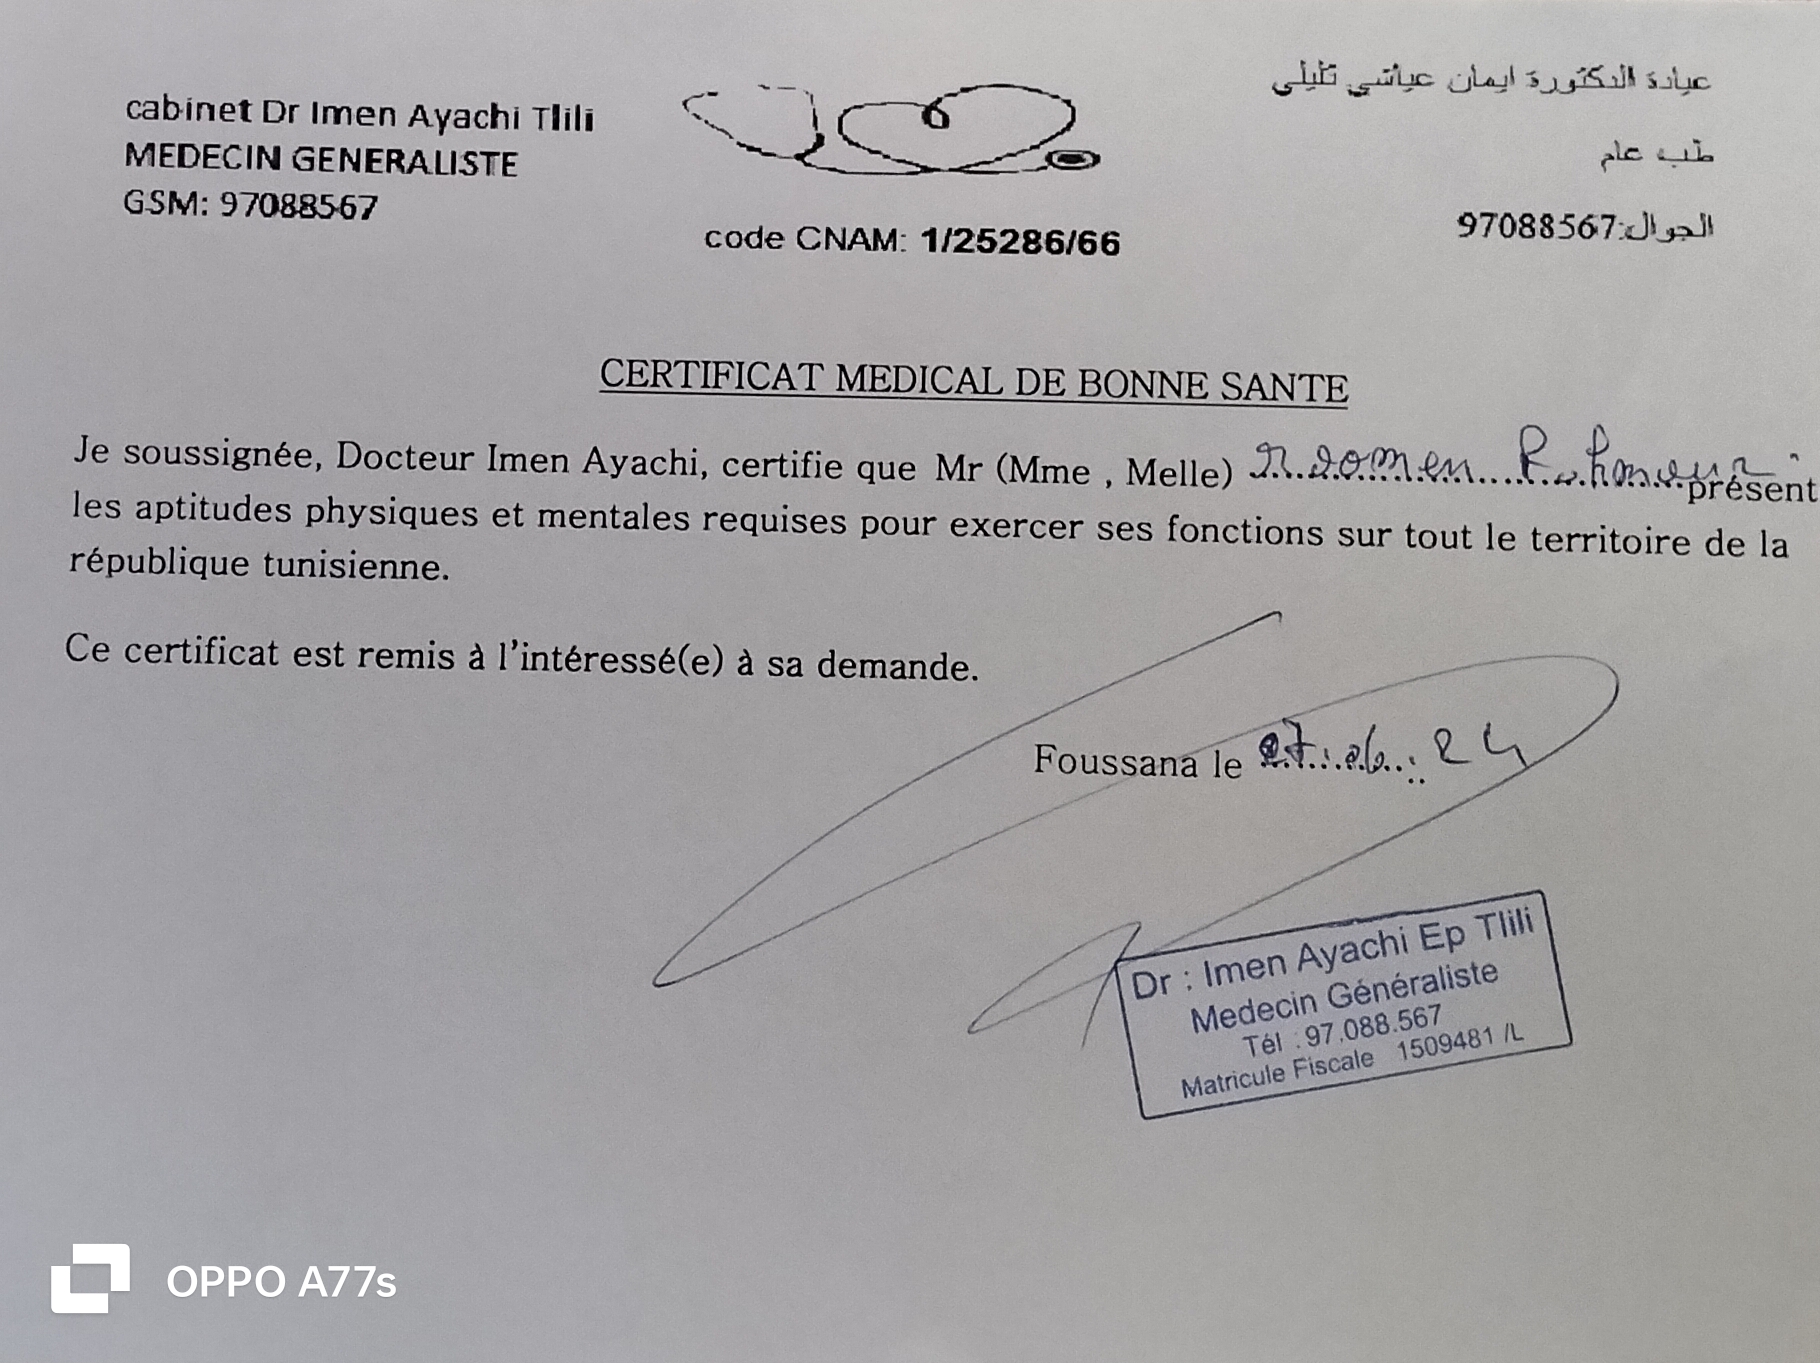 cabinet Dr Imen Ayachi Tlili
MEDECIN GENERALISTE
GSM: 97088567
code CNAM: 1/25286/66
عيادة الدكتورة ايمان عياشي تليلي
طب عام
الجوال:97088567
CERTIFICAT MEDICAL DE BONNE SANTE
Je soussignée, Docteur Imen Ayachi, certifie que Mr (Mme , Melle) présent
les aptitudes physiques et mentales requises pour exercer ses fonctions sur tout le territoire de la
république tunisienne.
Ce certificat est remis à l'intéressé(e) à sa demande.
Foussana le
Dr : Imen Ayachi Ep Tlili
Medecin Généraliste
Tél : 97.088.567
Matricule Fiscale 1509481 /L
OPPO A77s